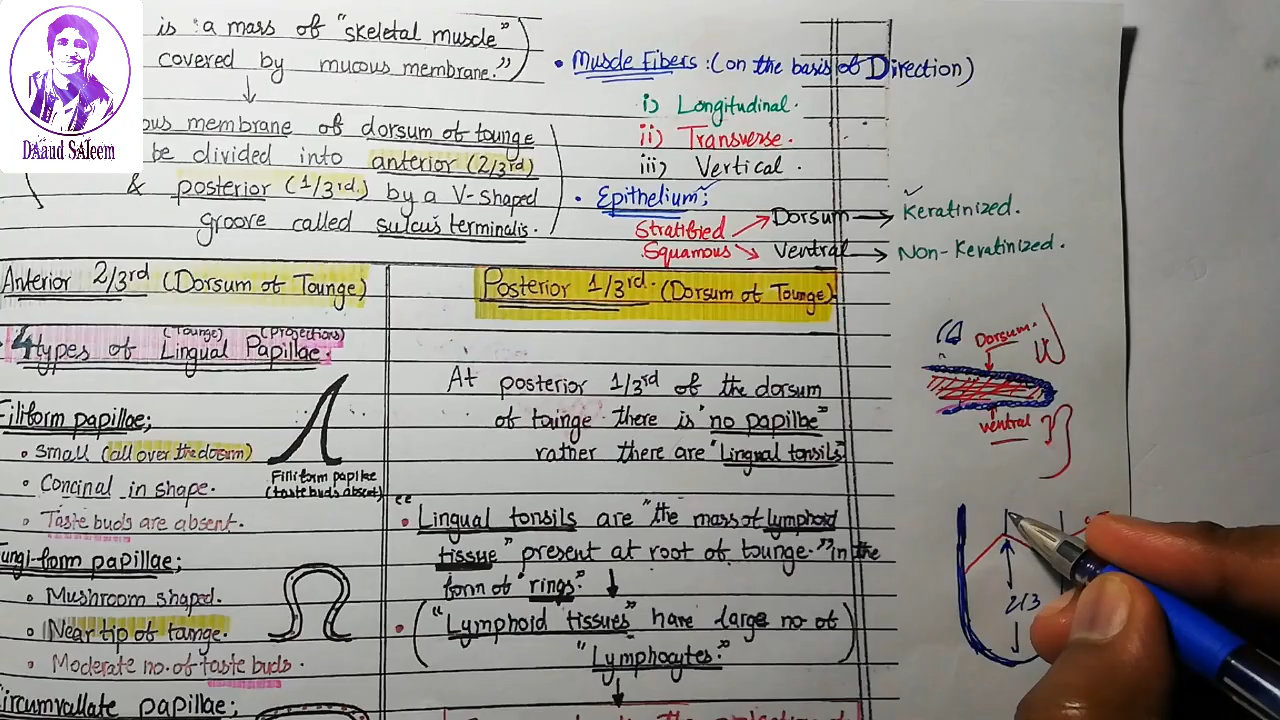 is : a mass of "skeletal muscle"
covered by mucous membrane."
ous membrane of dorsum of tounge
be divided into anterior (2/3rd)
& posterior (1/3rd.) by a V-shaped
groove called sulcus terminalis.
DAaud SAleem
• Muscle Fibers : (on the basis of Direction)
i) Longitudinal.
ii) Transverse.
iii) Vertical.
• Epithelium;
Stratified
Squamous
Dorsum → Keratinized.
Ventral → Non-Keratinized.
Anterior 2/3rd (Dorsum of Tounge)
4 types of Lingual Papillae.
(Tounge) (projections)
Filiform papillae;
• Small (all over the dosum)
• Concinal in shape.
• Taste buds are absent.
Filliform papillae
(taste buds absent)
Fungi-form papillae;
• Mushroom shaped.
• Near tip of tounge.
• Moderate no. of taste buds.
Circumvallate papillae;
Posterior 1/3rd. (Dorsum of Tounge)
At posterior 1/3rd of the dorsum
of tounge there is "no papillae"
rather there are "Lingual tonsils"
• Lingual tonsils are "the mass of lymphoid
tissue" present at root of tounge." in the
form of "rings."
• ("Lymphoid tissues" have large no of
"Lymphocytes."
Dorsum.
ventral
2/3